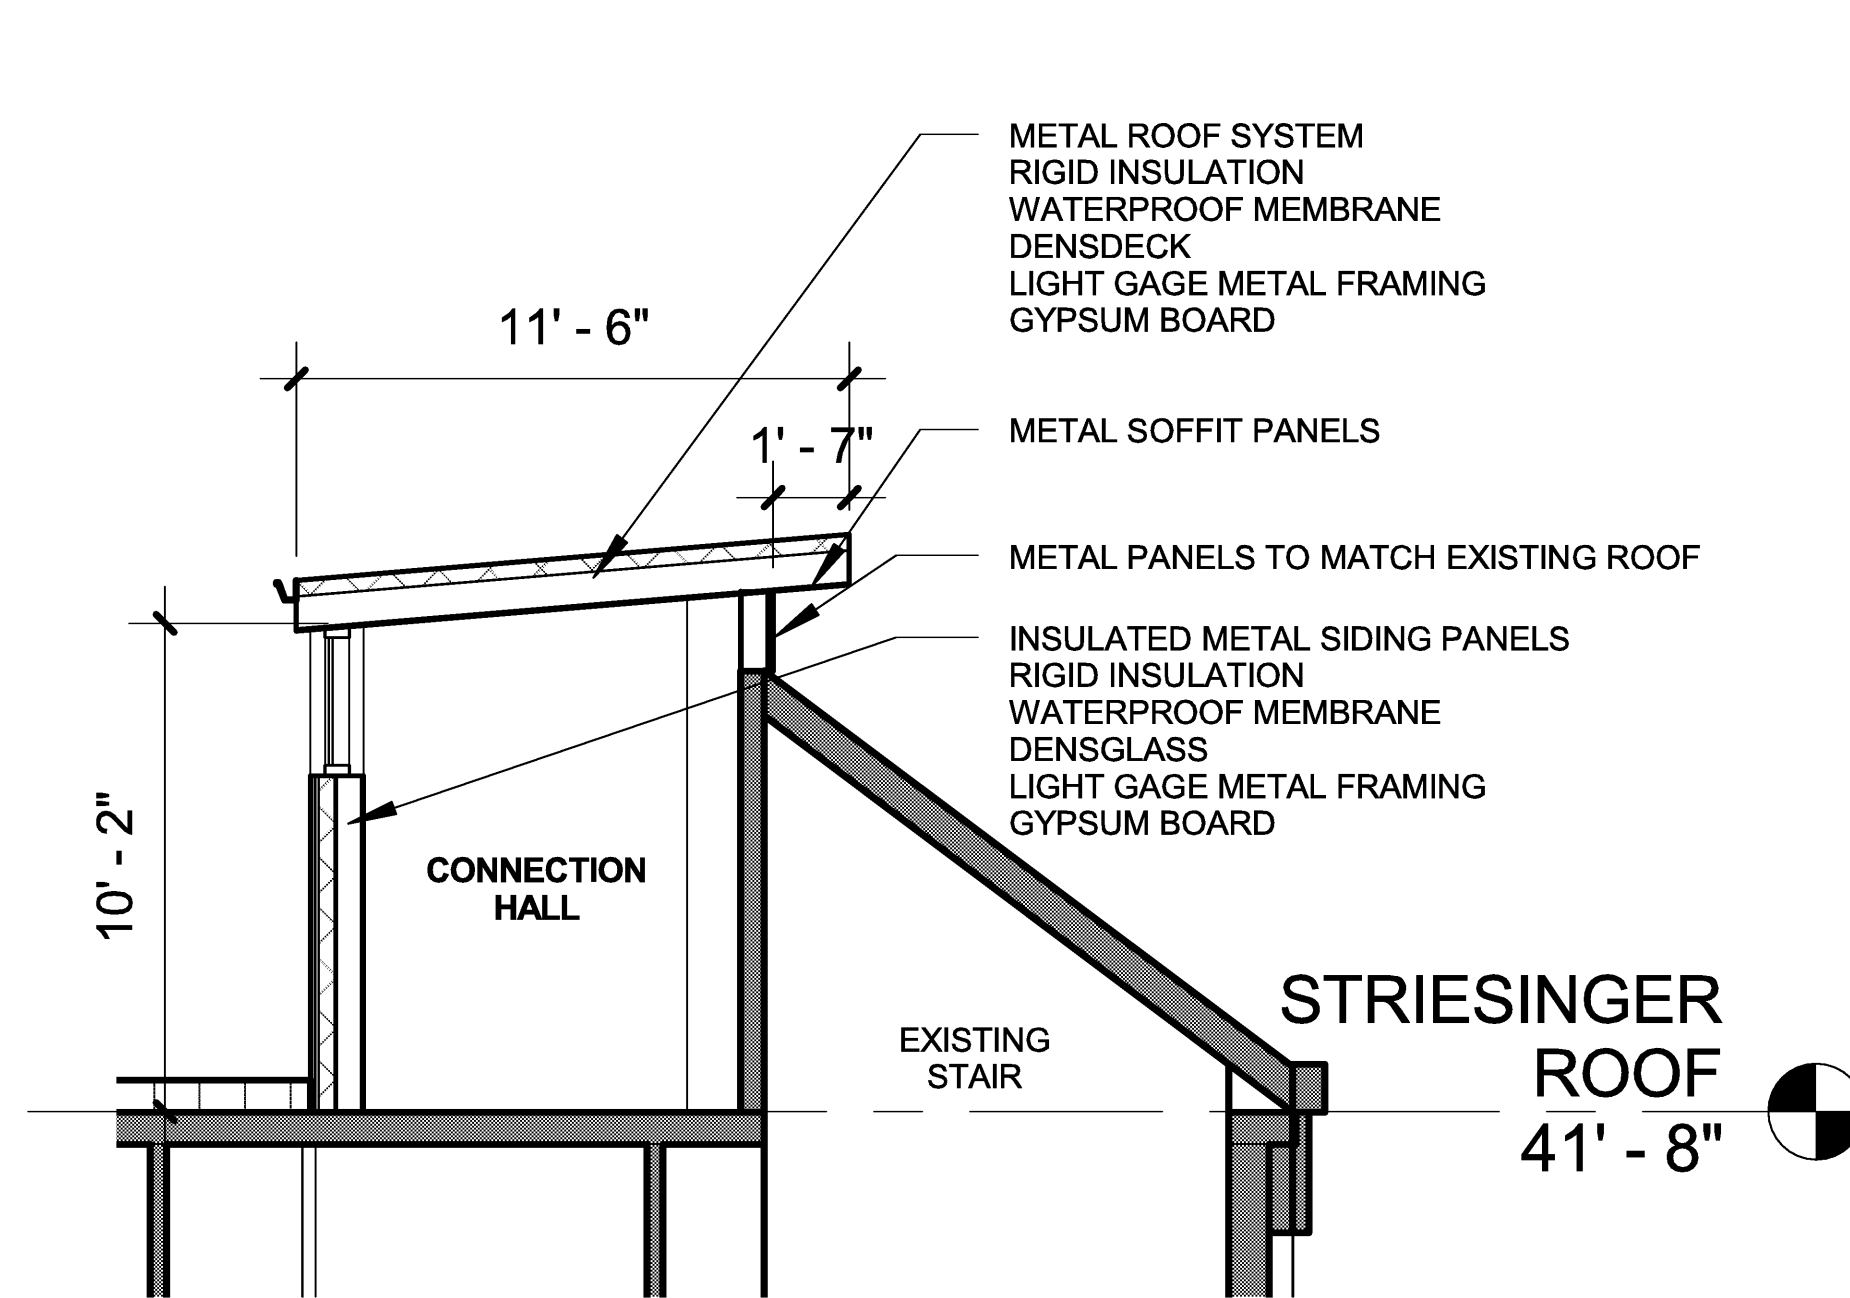 METAL ROOF SYSTEM
RIGID INSULATION
WATERPROOF MEMBRANE
DENSDECK
LIGHT GAGE METAL FRAMING
GYPSUM BOARD
11' - 6"
1' - 7"
METAL SOFFIT PANELS
METAL PANELS TO MATCH EXISTING ROOF
INSULATED METAL SIDING PANELS
RIGID INSULATION
WATERPROOF MEMBRANE
DENSGLASS
LIGHT GAGE METAL FRAMING
GYPSUM BOARD
10' - 2"
CONNECTION
HALL
EXISTING
STAIR
STRIESINGER
ROOF
41' - 8"